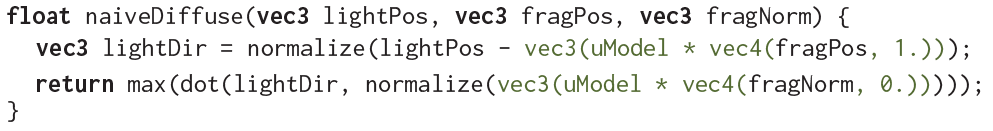 float naiveDiffuse(vec3 lightPos, vec3 fragPos, vec3 fragNorm) {
vec3 lightDir = normalize(lightPos - vec3(uModel * vec4(fragPos, 1.)));
return max(dot(lightDir, normalize(vec3(uModel * vec4(fragNorm, 0.)))));
}